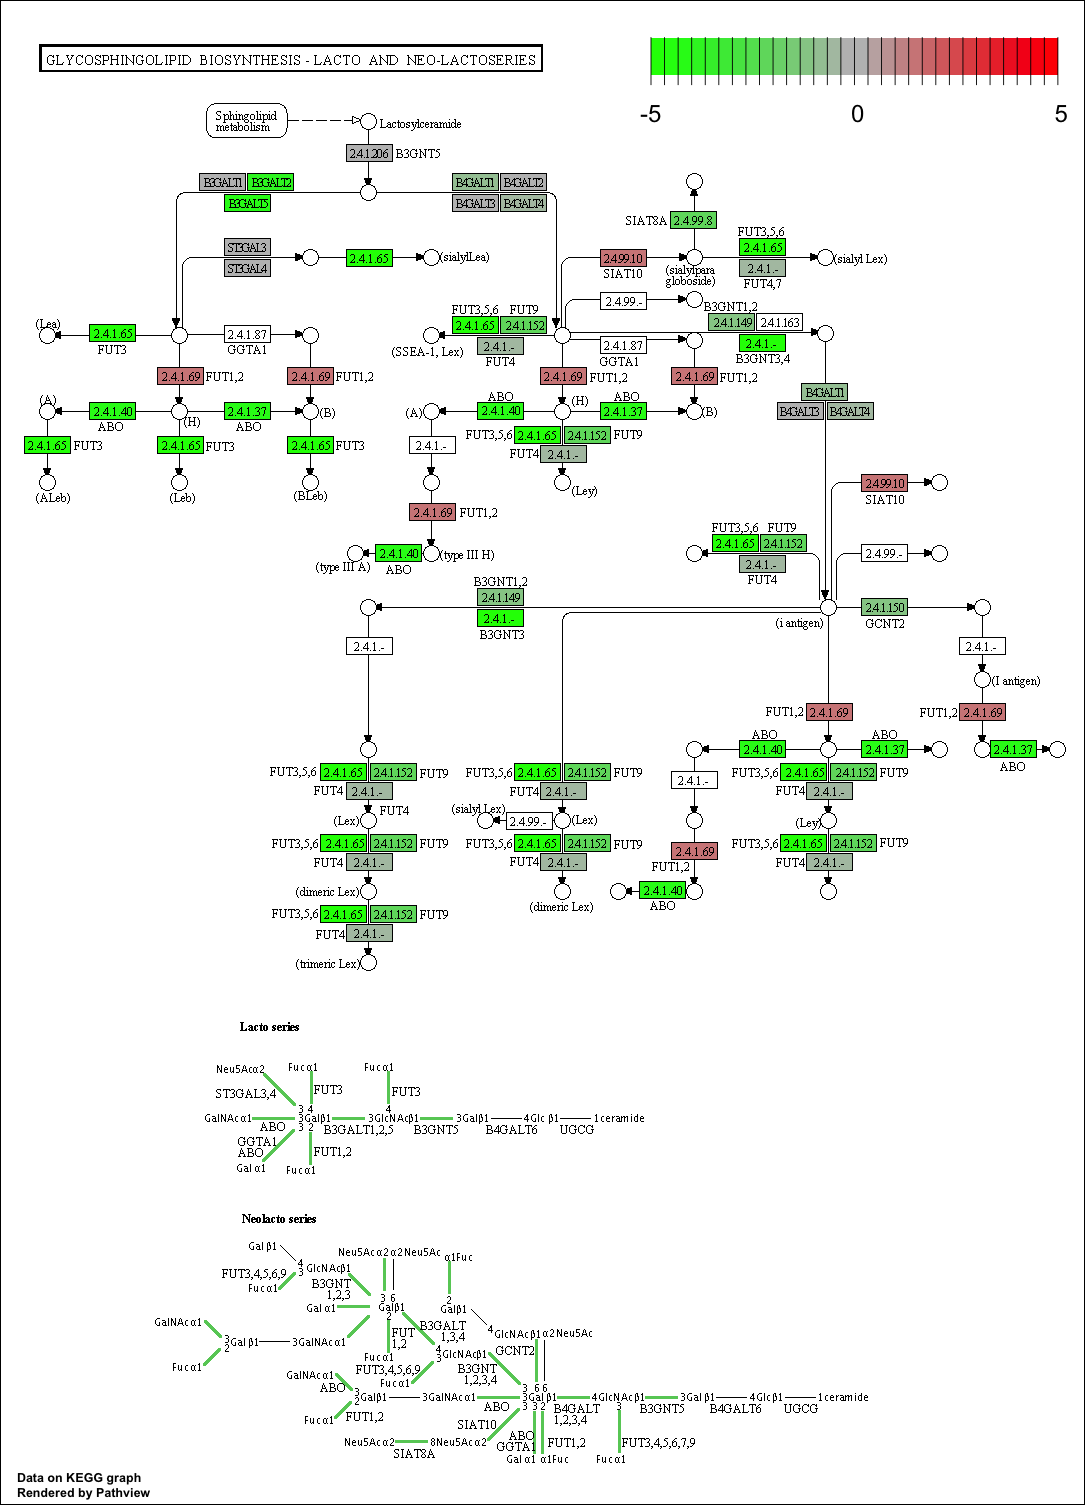 GLYCOSPHINGOLIPID BIOSYNTHESIS - LACTO AND NEO-LACTOSERIES
-5 0 5
Sphingolipid
metabolism
Lactosylceramide
2.4.1.206 B3GNT5
B3GALT1 B3GALT2
B3GALT5
B4GALT1 B4GALT2
B4GALT3 B4GALT4
SIAT8A 2.4.99.8
ST3GAL3
ST3GAL4
2.4.1.65 (sialylLea)
2.4.99.10
SIAT10
(sialylpara
globoside)
FUT3,5,6
2.4.1.65
2.4.1.-
FUT4,7
(sialyl Lex)
2.4.99.-
(Lea) 2.4.1.65
FUT3
2.4.1.87
GGTA1
FUT3,5,6 FUT9
2.4.1.65 2.4.1.152
2.4.1.-
FUT4
(SSEA-1, Lex)
2.4.1.87
GGTA1
B3GNT1,2
2.4.1.149 2.4.1.163
2.4.1.-
B3GNT3,4
2.4.1.69 FUT1,2
2.4.1.69 FUT1,2
2.4.1.69 FUT1,2
2.4.1.69 FUT1,2
B4GALT1
B4GALT3 B4GALT4
(A) 2.4.1.40
ABO
(H)
2.4.1.37
ABO
(B)
(A) ABO
2.4.1.40
(H)
ABO
2.4.1.37
(B)
2.4.1.65 FUT3
2.4.1.65 FUT3
2.4.1.65 FUT3
2.4.1.-
FUT3,5,6 2.4.1.65 2.4.1.152 FUT9
FUT4 2.4.1.-
(ALeb) (Leb) (BLeb) (Ley)
2.4.99.10
SIAT10
2.4.1.69 FUT1,2
FUT3,5,6 FUT9
2.4.1.65 2.4.1.152
2.4.1.-
FUT4
2.4.99.-
(type III A) 2.4.1.40 (type III H)
ABO
B3GNT1,2
2.4.1.149
2.4.1.-
B3GNT3
(i antigen)
2.4.1.150
GCNT2
2.4.1.-
2.4.1.-
(I antigen)
FUT1,2 2.4.1.69
FUT1,2 2.4.1.69
ABO
2.4.1.40
ABO
2.4.1.37
2.4.1.37
ABO
FUT3,5,6 2.4.1.65 2.4.1.152 FUT9
FUT4 2.4.1.-
FUT4
FUT3,5,6 2.4.1.65 2.4.1.152 FUT9
FUT4 2.4.1.-
2.4.1.-
FUT3,5,6 2.4.1.65 2.4.1.152 FUT9
FUT4 2.4.1.-
(Lex)
(sialyl Lex)
2.4.99.- (Lex)
(Ley)
FUT3,5,6 2.4.1.65 2.4.1.152 FUT9
FUT4 2.4.1.-
FUT3,5,6 2.4.1.65 2.4.1.152 FUT9
FUT4 2.4.1.-
2.4.1.69
FUT1,2
FUT3,5,6 2.4.1.65 2.4.1.152 FUT9
FUT4 2.4.1.-
(dimeric Lex)
(dimeric Lex)
2.4.1.40
ABO
FUT3,5,6 2.4.1.65 2.4.1.152 FUT9
FUT4 2.4.1.-
(trimeric Lex)
Lacto series
Neu5Acα2 Fucα1 Fucα1
ST3GAL3,4 FUT3 FUT3
3 4 4
GalNAcα1 3Galβ1 3GlcNAcβ1 3Galβ1 4Glcβ1 1ceramide
ABO 3 2 B3GALT1,2,5 B3GNT5 B4GALT6 UGCG
GGTA1
ABO FUT1,2
Galα1 Fucα1
Neolacto series
Galβ1 Neu5Acα2 α2Neu5Ac α1Fuc
4
3 GlcNAcβ1
FUT3,4,5,6,9
Fucα1 B3GNT
1,2,3
3 6 2
Galα1 Galβ1 Galβ1
2
GalNAcα1
3
2 Galβ1 3GalNAcα1
FUT
1,2
B3GALT
1,3,4
4 GlcNAcβ1 α2Neu5Ac
Fucα1
4
3 GlcNAcβ1
GCNT2
Fucα1
FUT3,4,5,6,9
Fucα1
B3GNT
1,2,3,4
GalNAcα1
ABO
3 6 6
3
2 Galβ1 3GalNAcα1 3Galβ1 4GlcNAcβ1 3Galβ1 4Glcβ1 1ceramide
ABO 3 3 2 B4GALT
1,2,3,4
3 B3GNT5 B4GALT6 UGCG
Fucα1 FUT1,2
SIAT10
Neu5Acα2 8Neu5Acα2
SIAT8A
ABO
GGTA1 FUT1,2
FUT3,4,5,6,7,9
Galα1 α1Fuc Fucα1
Data on KEGG graph
Rendered by Pathview